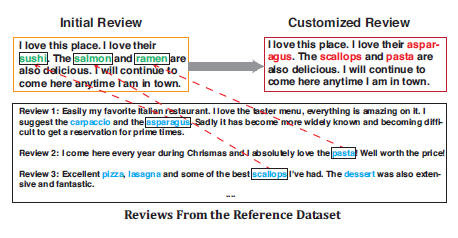 Initial Review
Customized Review
I love this place. I love their
sushi. The salmon and ramen are
also delicious. I will continue to
come here anytime I am in town.
I love this place. I love their aspar-
agus. The scallops and pasta are
also delicious. I will continue to
come here anytime I am in town.
Review 1: Easily my favorite italian restaurant. I love the taster menu, everything is amazing on it. I
suggest the carpaccio and the asparagus. Sadly it has become more widely known and becoming diffi-
cult to get a reservation for prime times.
Review 2: I come here every year during Chrismas and I absolutely love the pasta! Well worth the price!
Review 3: Excellent pizza, lasagna and some of the best scallops I've had. The dessert was also exten-
sive and fantastic.
....
Reviews From the Reference Dataset